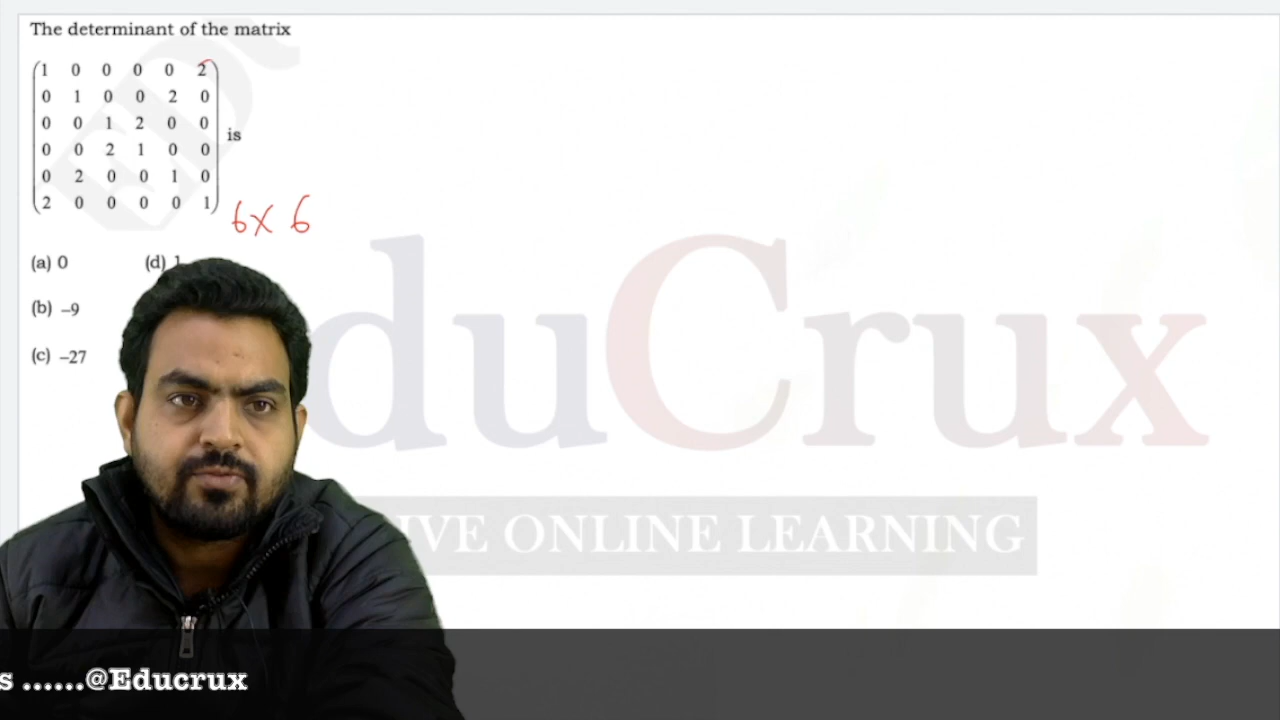 The determinant of the matrix
1 0 0 0 0 2
0 1 0 0 2 0
0 0 1 2 0 0
0 0 2 1 0 0
0 2 0 0 1 0
2 0 0 0 0 1
is
6x 6
(a) 0 (d) 1
(b) –9
(c) –27
duCrux
IVE ONLINE LEARNING
s ......@Educrux